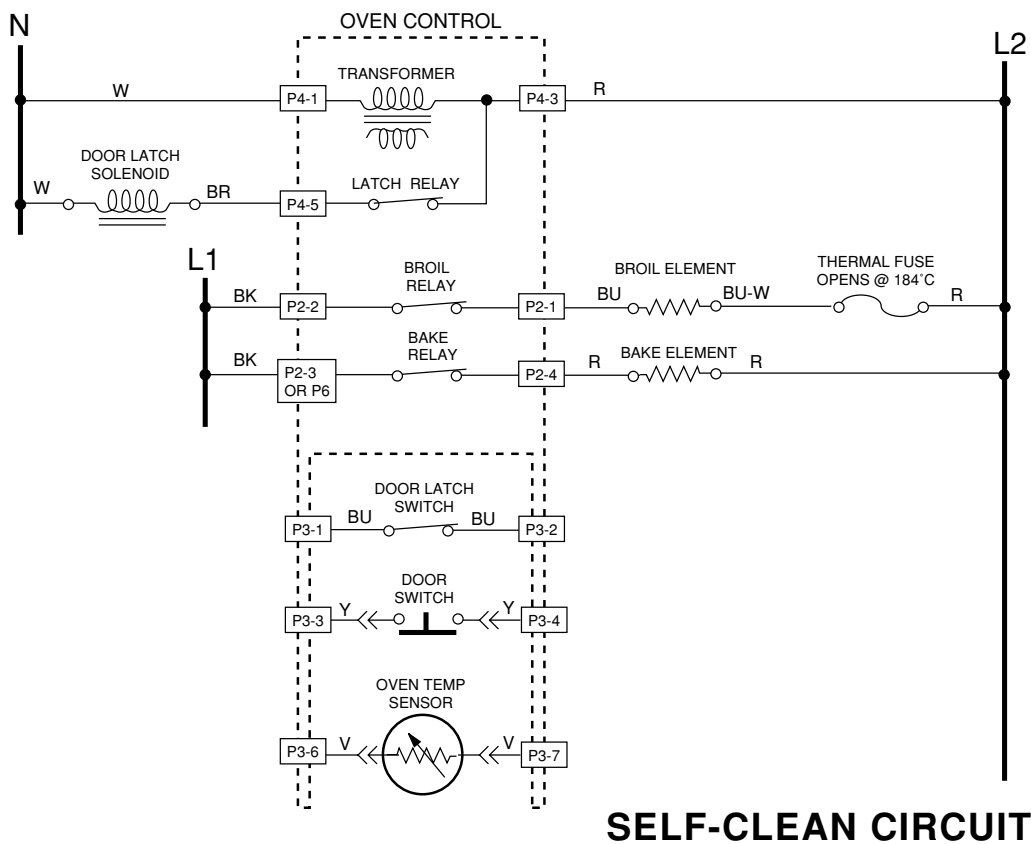 OVEN CONTROL
N
L2
TRANSFORMER
W
P4-1
P4-3
R
DOOR LATCH
SOLENOID
W
BR
P4-5
LATCH RELAY
L1
BROIL
RELAY
BROIL ELEMENT
THERMAL FUSE
OPENS @ 184˚C
BK
P2-2
P2-1
BU
BU-W
R
BAKE
RELAY
BAKE ELEMENT
BK
P2-3
OR P6
P2-4
R
R
DOOR LATCH
SWITCH
P3-1
BU
BU
P3-2
DOOR
SWITCH
P3-3
Y
Y
P3-4
OVEN TEMP
SENSOR
P3-6
V
V
P3-7
SELF-CLEAN CIRCUIT